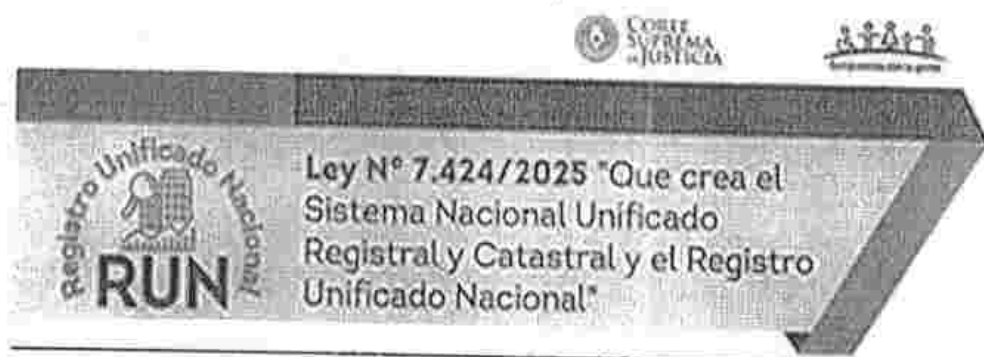 CORTE
SUPREMA
DE JUSTICIA
Registro Unificado Nacional
RUN
Ley N° 7.424/2025 "Que crea el
Sistema Nacional Unificado
Registral y Catastral y el Registro
Unificado Nacional"